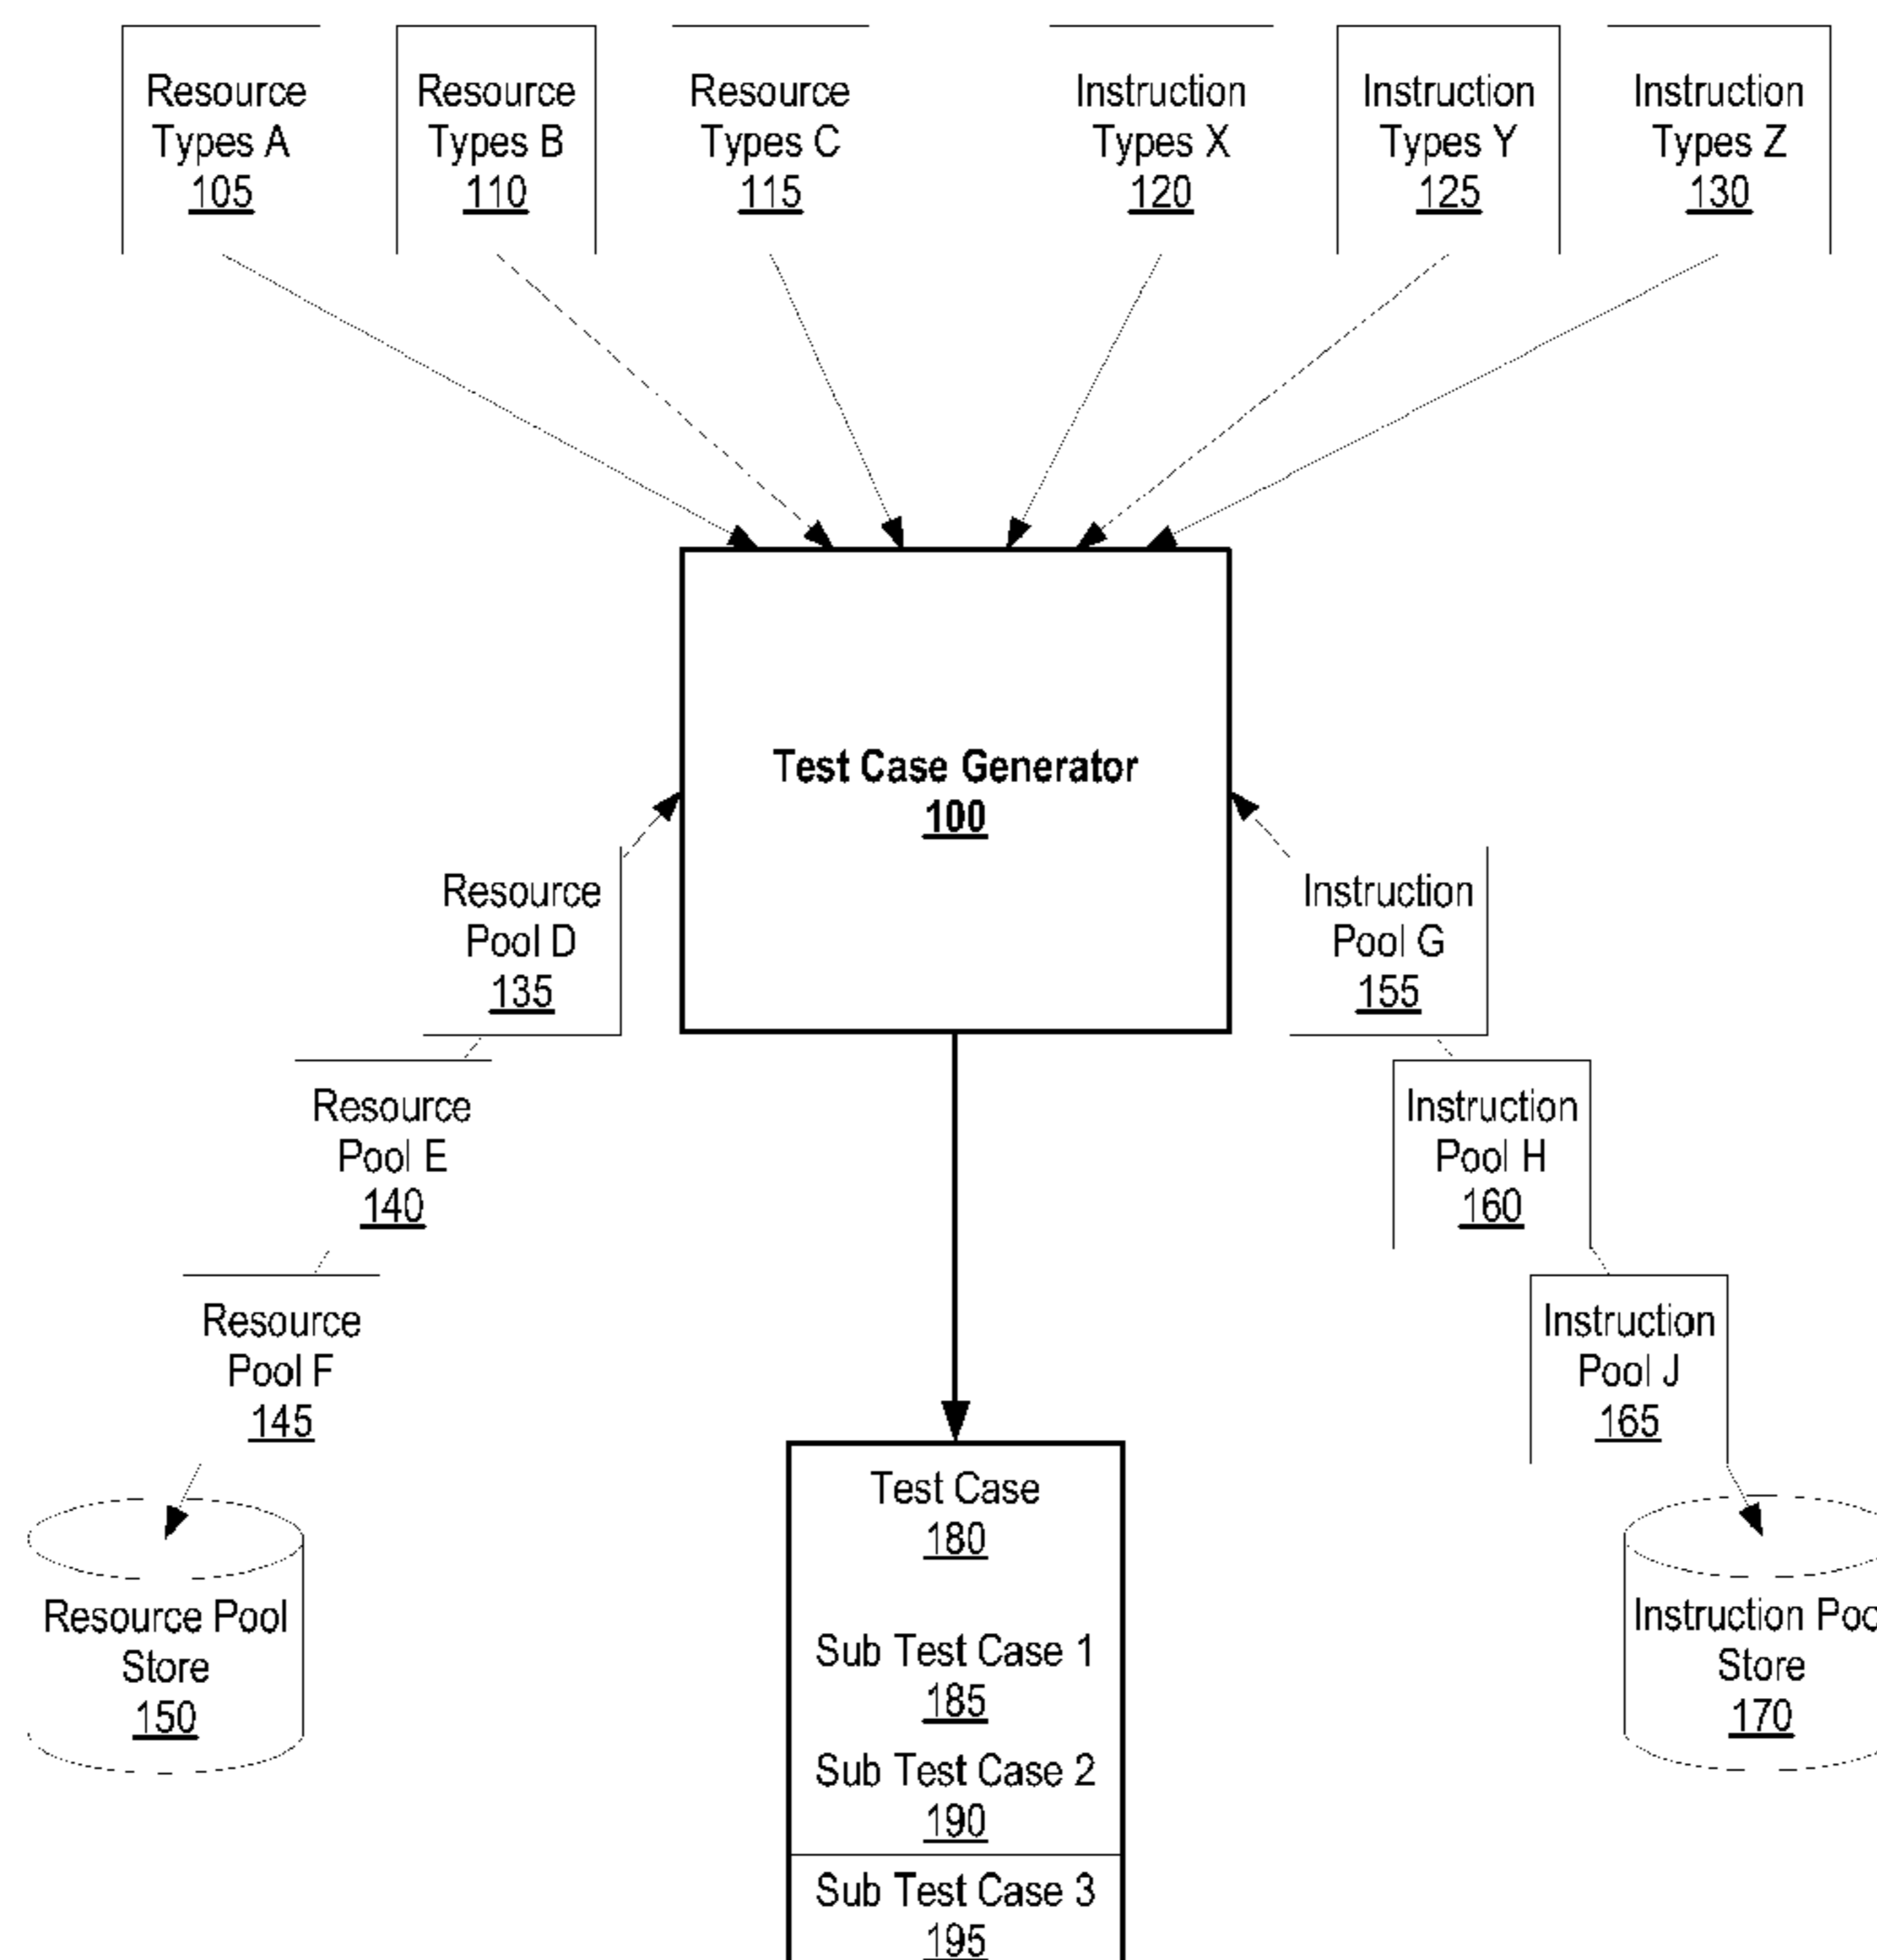 Resource
Types A
105
Resource
Types B
110
Resource
Types C
115
Instruction
Types X
120
Instruction
Types Y
125
Instruction
Types Z
130
Test Case Generator
100
Resource
Pool D
135
Instruction
Pool G
155
Resource
Pool E
140
Instruction
Pool H
160
Resource
Pool F
145
Instruction
Pool J
165
Resource Pool
Store
150
Test Case
180
Sub Test Case 1
185
Sub Test Case 2
190
Sub Test Case 3
195
Instruction
Store
170